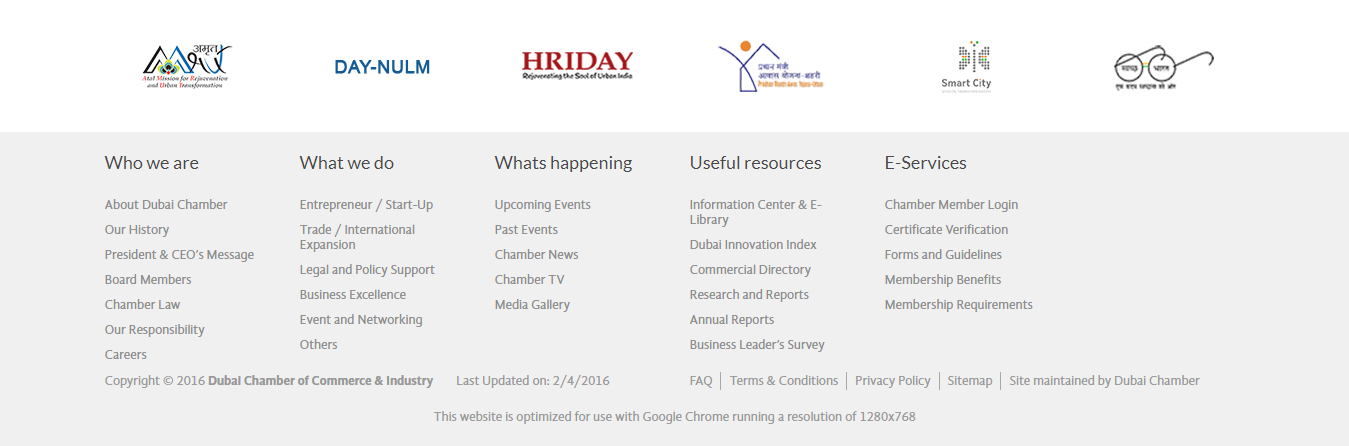 अमृत
Atal Mission for Rejuvenation
and Urban Transformation
DAY-NULM
HRIDAY
Rejuvenating the Soul of Urban India
प्रधान मंत्री
आवास योजना-शहरी
Pradhan Mantri Awas Yojana-Urban
Smart City
स्वच्छ भारत
एक कदम स्वच्छता की ओर
Who we are
About Dubai Chamber
Our History
President & CEO's Message
Board Members
Chamber Law
Our Responsibility
Careers
What we do
Entrepreneur / Start-Up
Trade / International
Expansion
Legal and Policy Support
Business Excellence
Event and Networking
Others
Whats happening
Upcoming Events
Past Events
Chamber News
Chamber TV
Media Gallery
Useful resources
Information Center & E-
Library
Dubai Innovation Index
Commercial Directory
Research and Reports
Annual Reports
Business Leader's Survey
E-Services
Chamber Member Login
Certificate Verification
Forms and Guidelines
Membership Benefits
Membership Requirements
Copyright © 2016 Dubai Chamber of Commerce & Industry Last Updated on: 2/4/2016
FAQ Terms & Conditions Privacy Policy Sitemap Site maintained by Dubai Chamber
This website is optimized for use with Google Chrome running a resolution of 1280x768